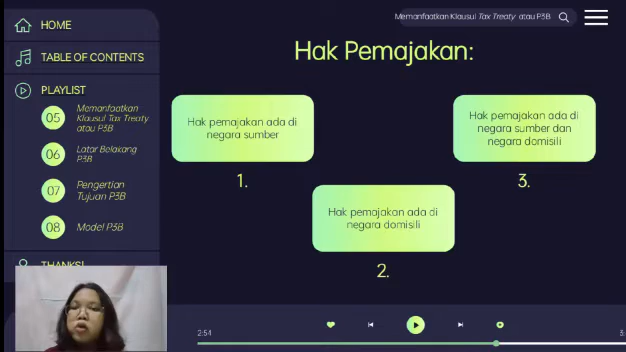 Memanfaatkan Klausul Tax Treaty atau P3B
HOME
TABLE OF CONTENTS
PLAYLIST
05
Memanfaatkan
Klausul Tax Treaty
atau P3B
06
Latar Belakang
P3B
07
Pengertian
Tujuan P3B
08
Model P3B
THANKS!
Hak Pemajakan:
Hak pemajakan ada di
negara sumber
1.
Hak pemajakan ada di
negara domisili
2.
Hak pemajakan ada di
negara sumber dan
negara domisili
3.
2:54
3: